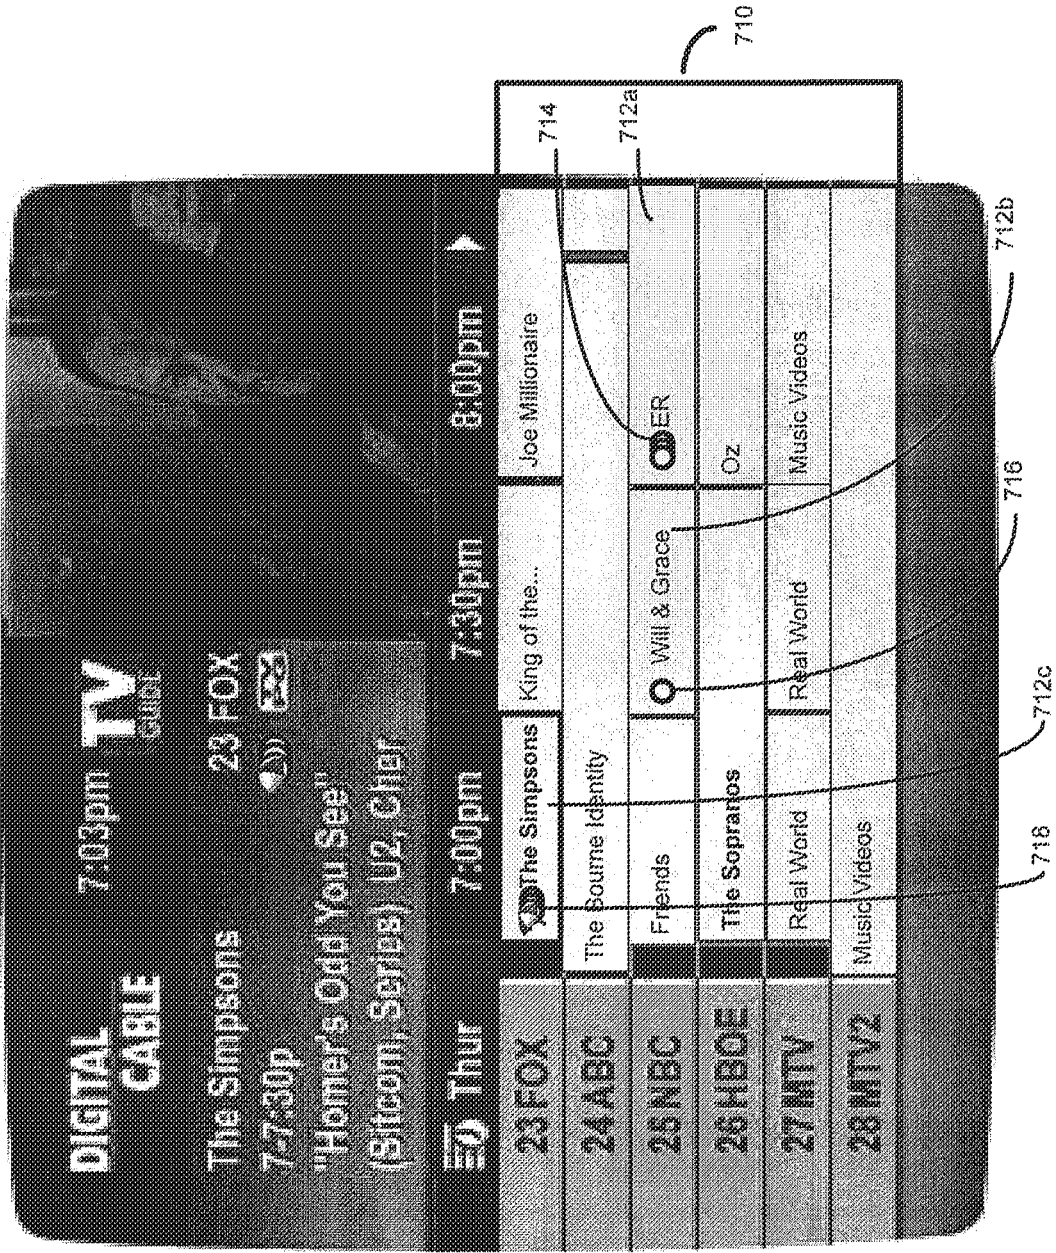 DIGITAL CABLE
7:03pm
TV GUIDE
The Simpsons
23 FOX
7-7:30p
"Homer's Odd You See"
(Sitcom, Series) U2, Cher
Thur
7:00pm
7:30pm
8:00pm
23 FOX
The Simpsons
King of the...
Joe Millionaire
24 ABC
The Sourne Identity
25 NBC
Friends
Will & Grace
ER
26 HBOE
The Sopranos
Oz
27 MTV
Real World
Real World
Music Videos
28 MTV2
Music Videos
710
714
712a
712b
716
712c
718